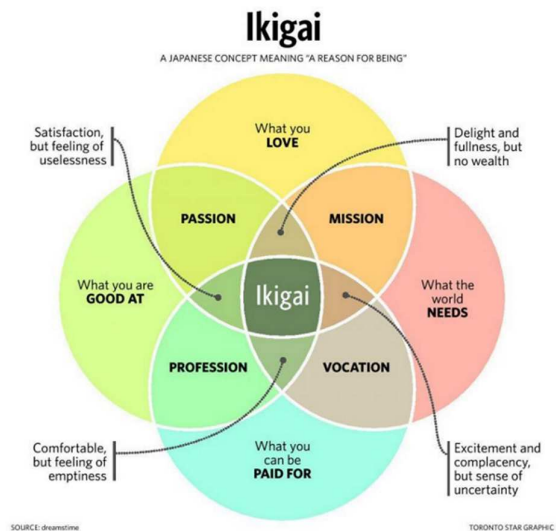 Ikigai
A JAPANESE CONCEPT MEANING "A REASON FOR BEING"
Satisfaction,
but feeling of
uselessness
What you
LOVE
Delight and
fullness, but
no wealth
PASSION
MISSION
What you are
GOOD AT
Ikigai
What the
world
NEEDS
PROFESSION
VOCATION
Comfortable,
but feeling of
emptiness
What you
can be
PAID FOR
Excitement and
complacency,
but sense of
uncertainty
SOURCE: dreamstime
TORONTO STAR GRAPHIC